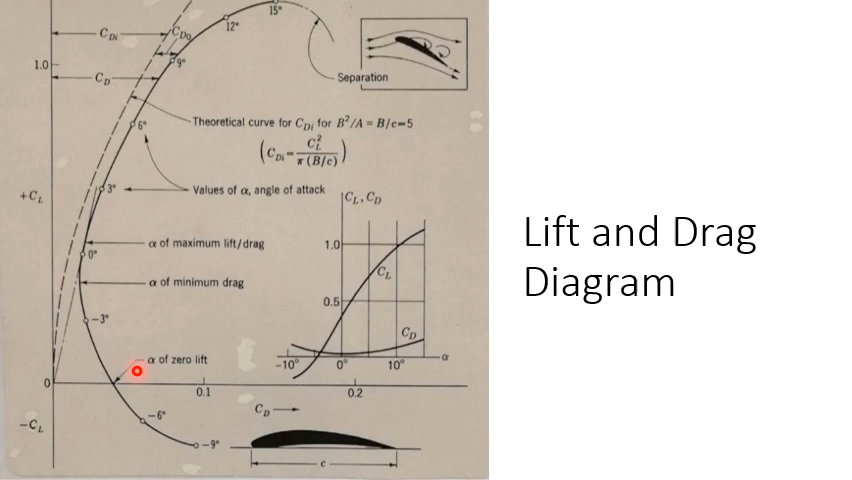 15°
C_Di
C_D0
12°
9°
1.0
C_D
Separation
Theoretical curve for C_Di for B²/A = B/c=5
6°
(C_Di = C_L² / π (B/c))
+C_L
3°
Values of α, angle of attack
C_L, C_D
α of maximum lift/drag
1.0
0°
C_L
α of minimum drag
0.5
−3°
C_D
α of zero lift
−10°
0°
10°
α
0
0.1
0.2
C_D
−6°
−C_L
−9°
c
Lift and Drag
Diagram